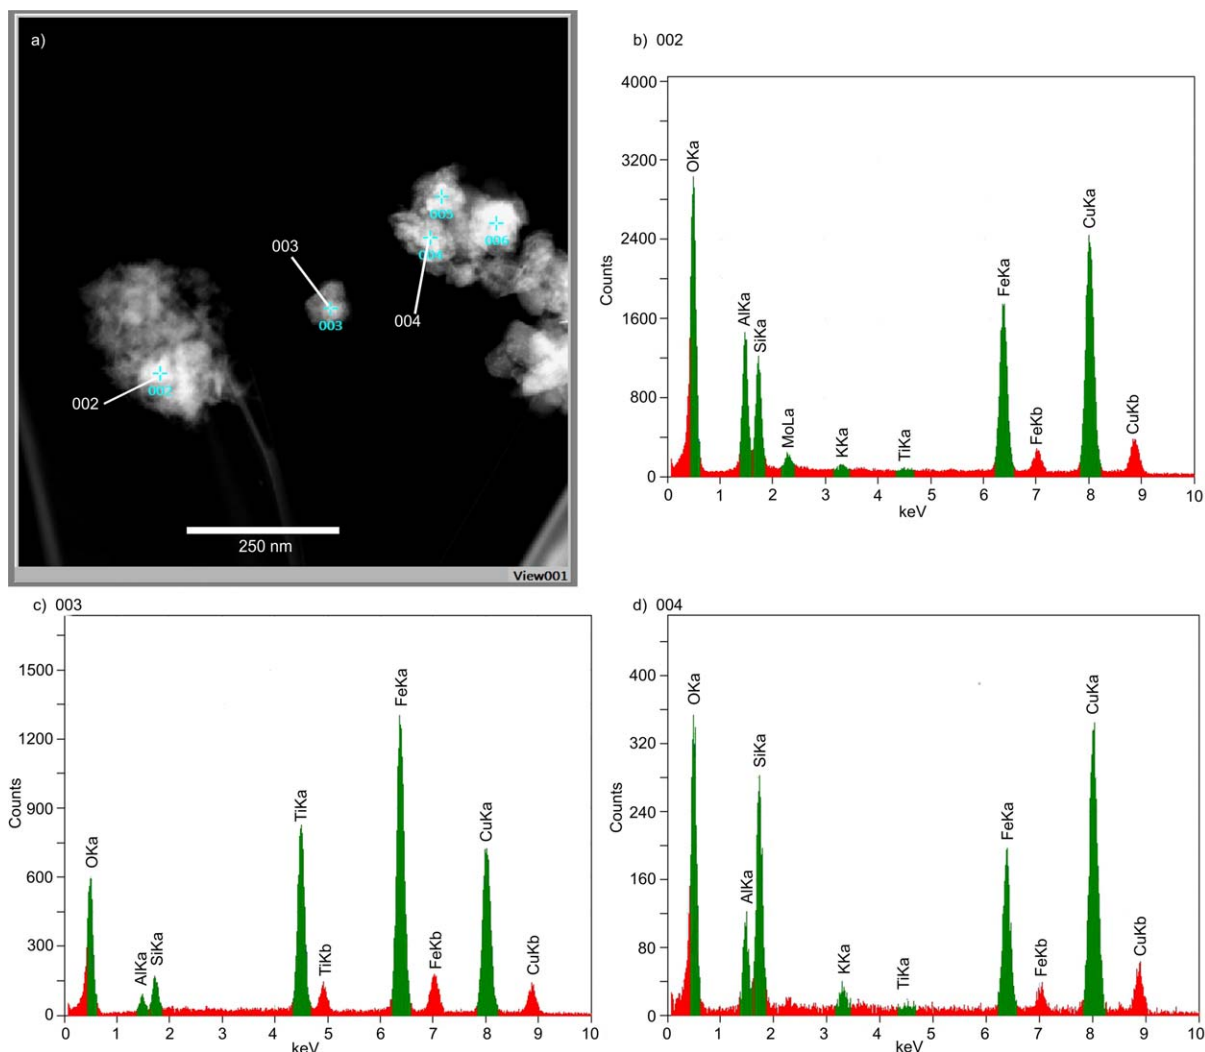 a)
005
006
004
003
004
003
002
002
250 nm
View001
b) 002
4000
3200
2400
1600
800
0
Counts
OKa
AlKa
SiKa
MoLa
KKa
TiKa
FeKa
FeKb
CuKa
CuKb
0 1 2 3 4 5 6 7 8 9 10
keV
c) 003
1500
1200
900
600
300
0
Counts
OKa
AlKa
SiKa
TiKa
TiKb
FeKa
FeKb
CuKa
CuKb
0 1 2 3 4 5 6 7 8 9 10
keV
d) 004
400
320
240
160
80
0
Counts
OKa
AlKa
SiKa
KKa
TiKa
FeKa
FeKb
CuKa
CuKb
0 1 2 3 4 5 6 7 8 9 10
keV